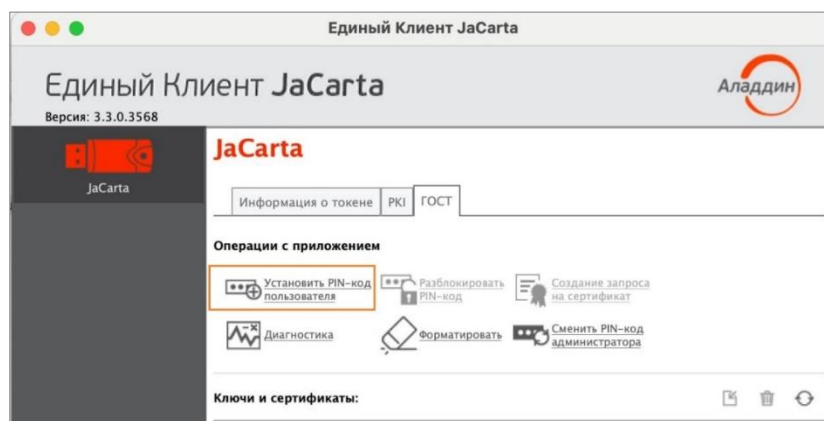 Единый Клиент JaCarta
Единый Клиент JaCarta
Аладдин
Версия: 3.3.0.3568
JaCarta
JaCarta
Информация о токене PKI ГОСТ
Операции с приложением
Установить PIN-код
пользователя
Разблокировать
PIN-код
Создание запроса
на сертификат
Диагностика
Форматировать
Сменить PIN-код
администратора
Ключи и сертификаты: